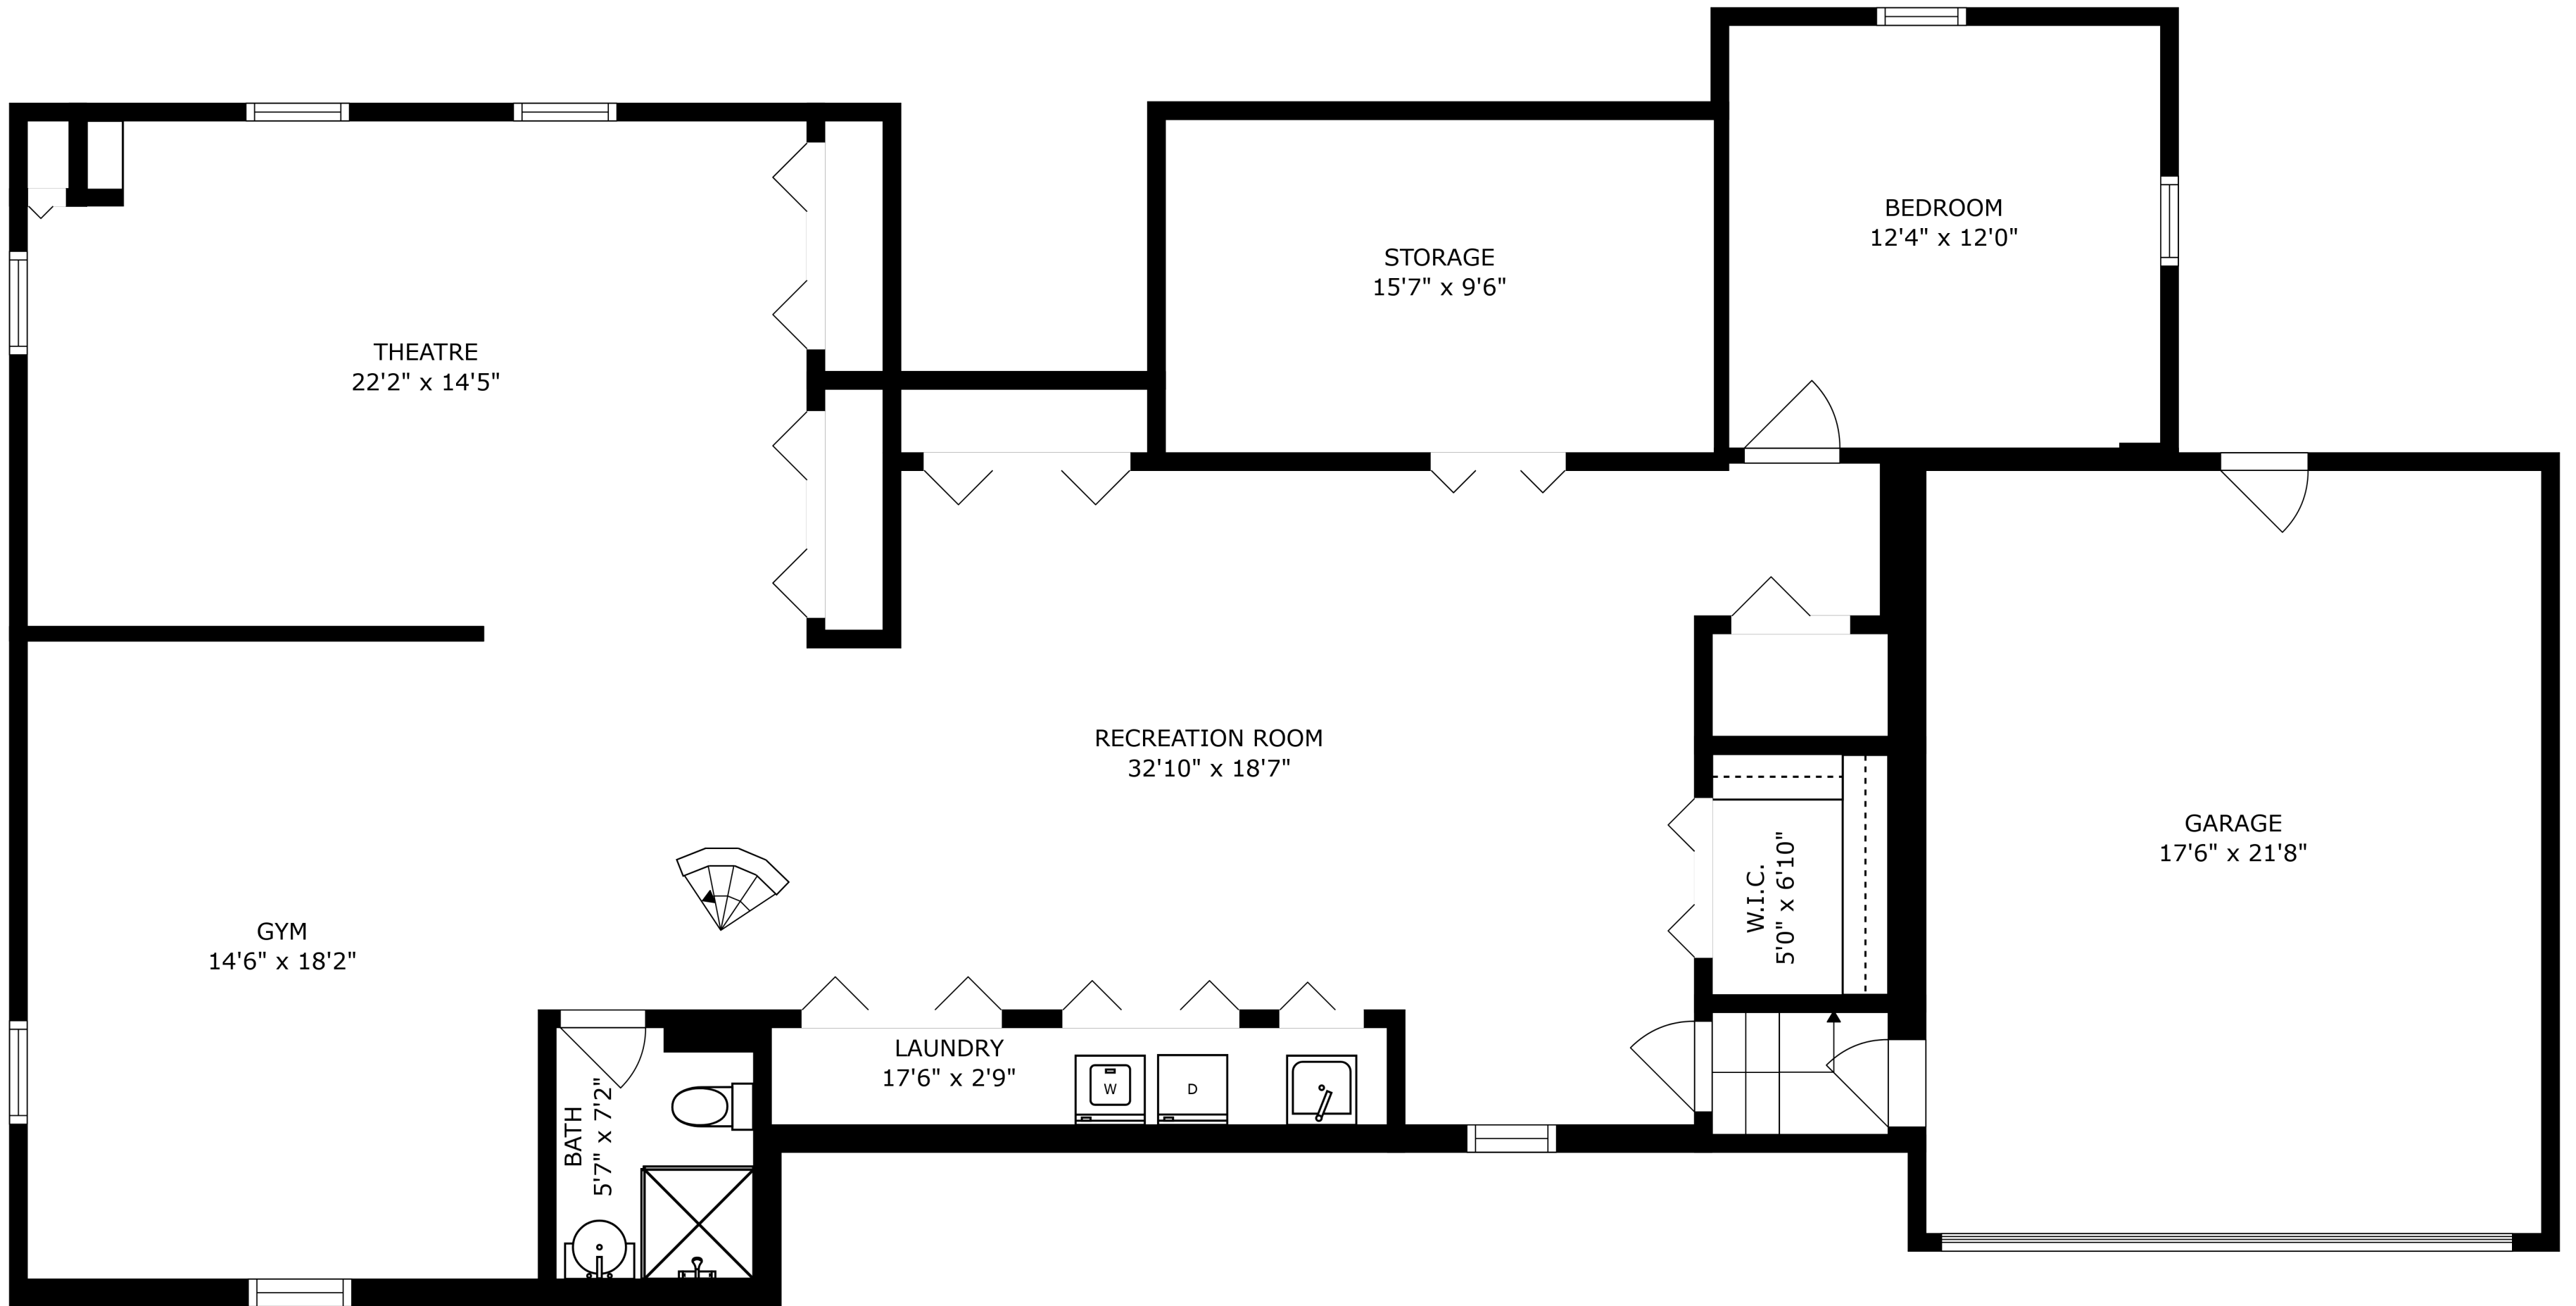 BEDROOM
12'4" x 12'0"
STORAGE
15'7" x 9'6"
THEATRE
22'2" x 14'5"
RECREATION ROOM
32'10" x 18'7"
GARAGE
17'6" x 21'8"
W.I.C.
5'0" x 6'10"
GYM
14'6" x 18'2"
LAUNDRY
17'6" x 2'9"
W
D
BATH
5'7" x 7'2"